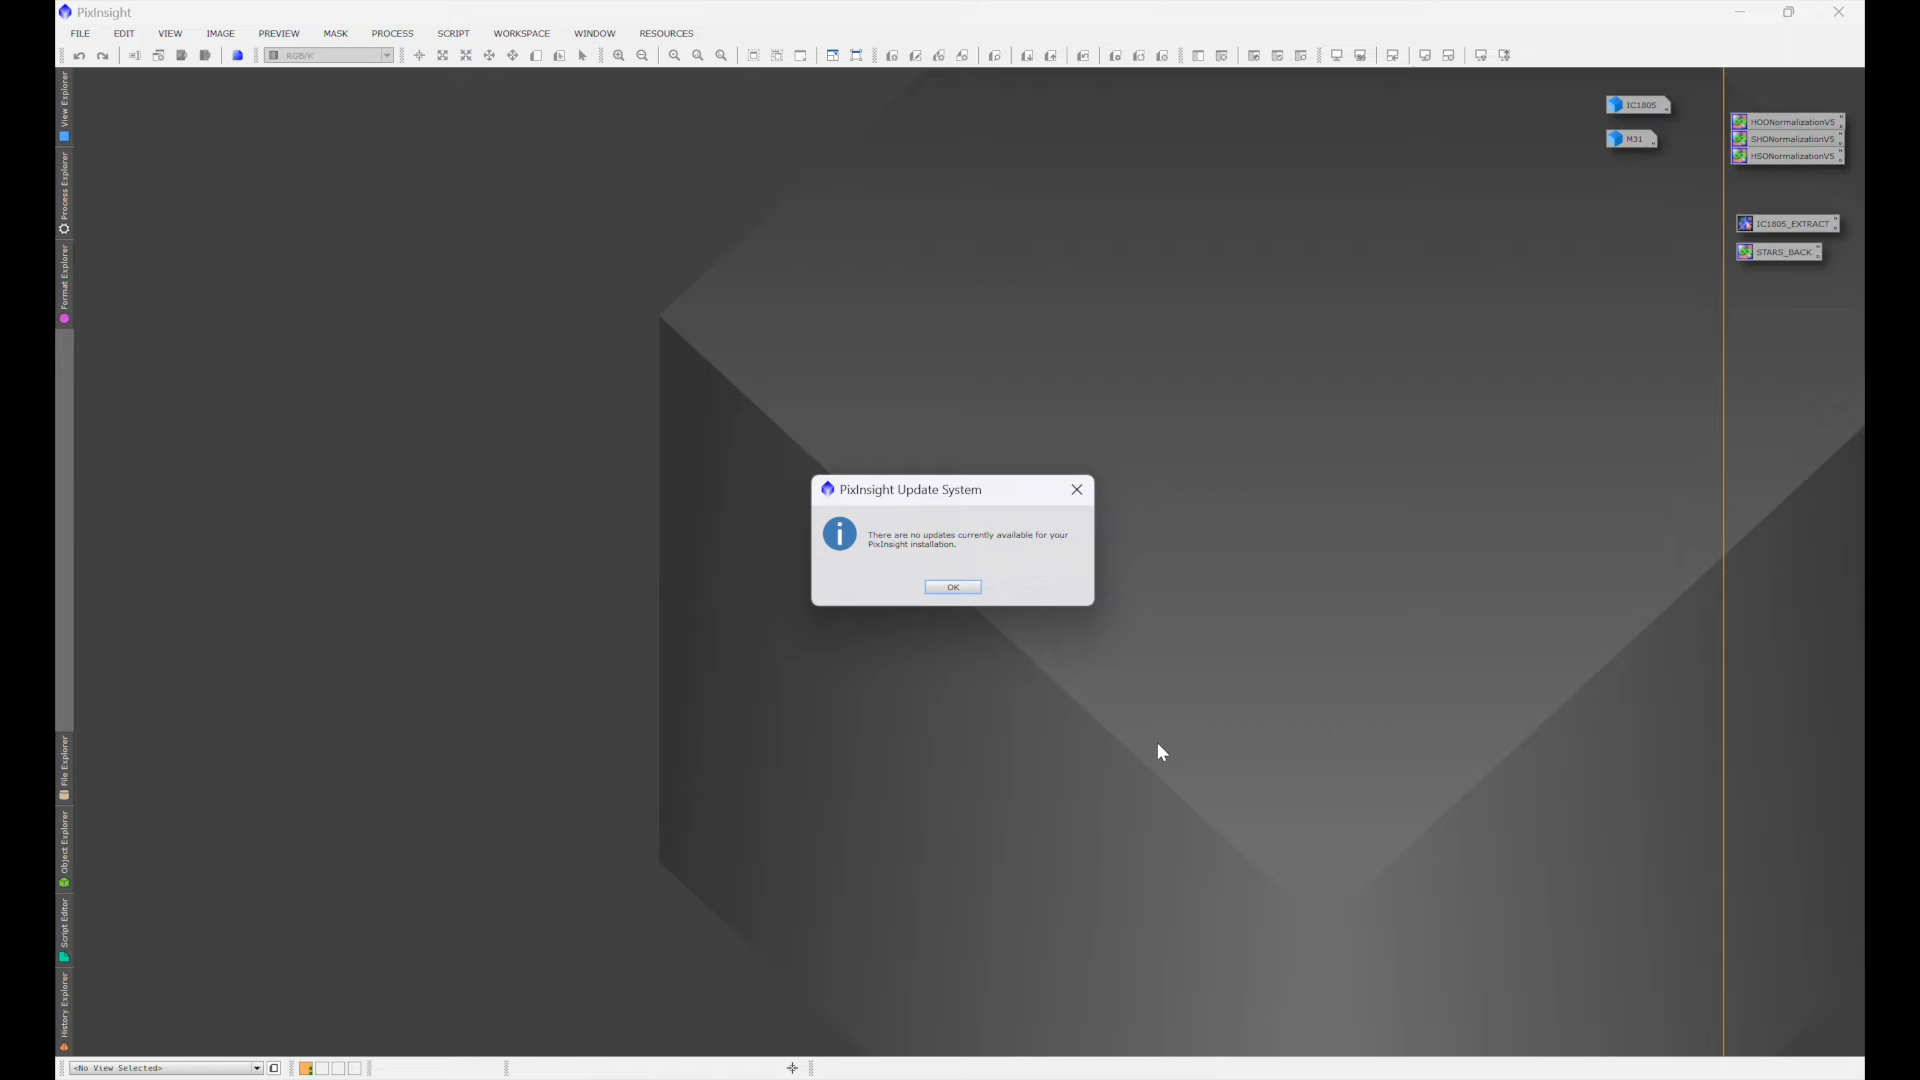 PixInsight
FILE EDIT VIEW IMAGE PREVIEW MASK PROCESS SCRIPT WORKSPACE WINDOW RESOURCES
RGB/K
View Explorer
Process Explorer
Format Explorer
File Explorer
Object Explorer
Script Editor
History Explorer
IC1805
M31
HOONormalizationV5
SHONormalizationV5
HSONormalizationV5
IC1805_EXTRACT
STARS_BACK
PixInsight Update System
There are no updates currently available for your
PixInsight installation.
OK
<No View Selected>